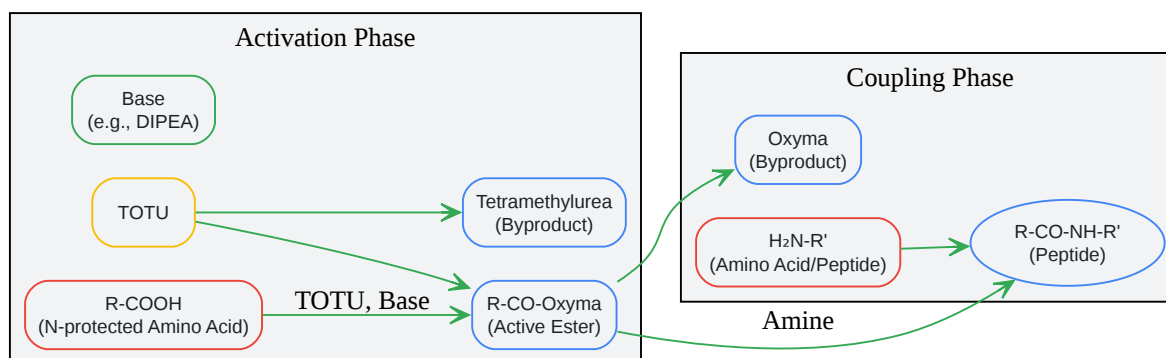 Activation Phase
Base
(e.g., DIPEA)
TOTU
Tetramethylurea
(Byproduct)
R-COOH
(N-protected Amino Acid)
TOTU, Base
R-CO-Oxyma
(Active Ester)
Coupling Phase
Oxyma
(Byproduct)
H₂N-R'
(Amino Acid/Peptide)
R-CO-NH-R'
(Peptide)
Amine